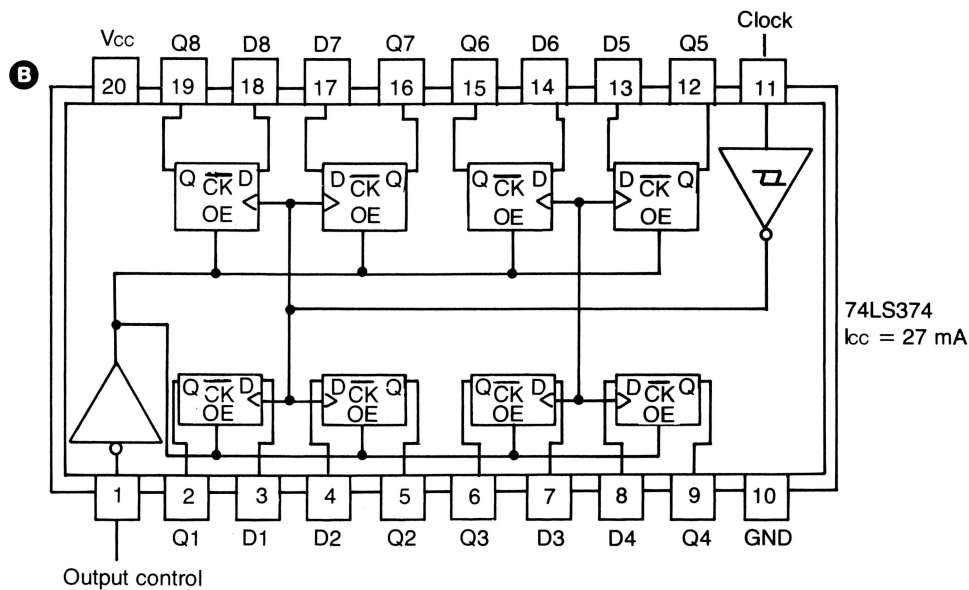 B
Vcc Q8 D8 D7 Q7 Q6 D6 D5 Q5 Clock
20 19 18 17 16 15 14 13 12 11
Q CK D D CK Q Q CK D D CK Q
OE OE OE OE
74LS374
Icc = 27 mA
Q CK D D CK Q Q CK D D CK Q
OE OE OE OE
1 2 3 4 5 6 7 8 9 10
Q1 D1 D2 Q2 Q3 D3 D4 Q4 GND
Output control